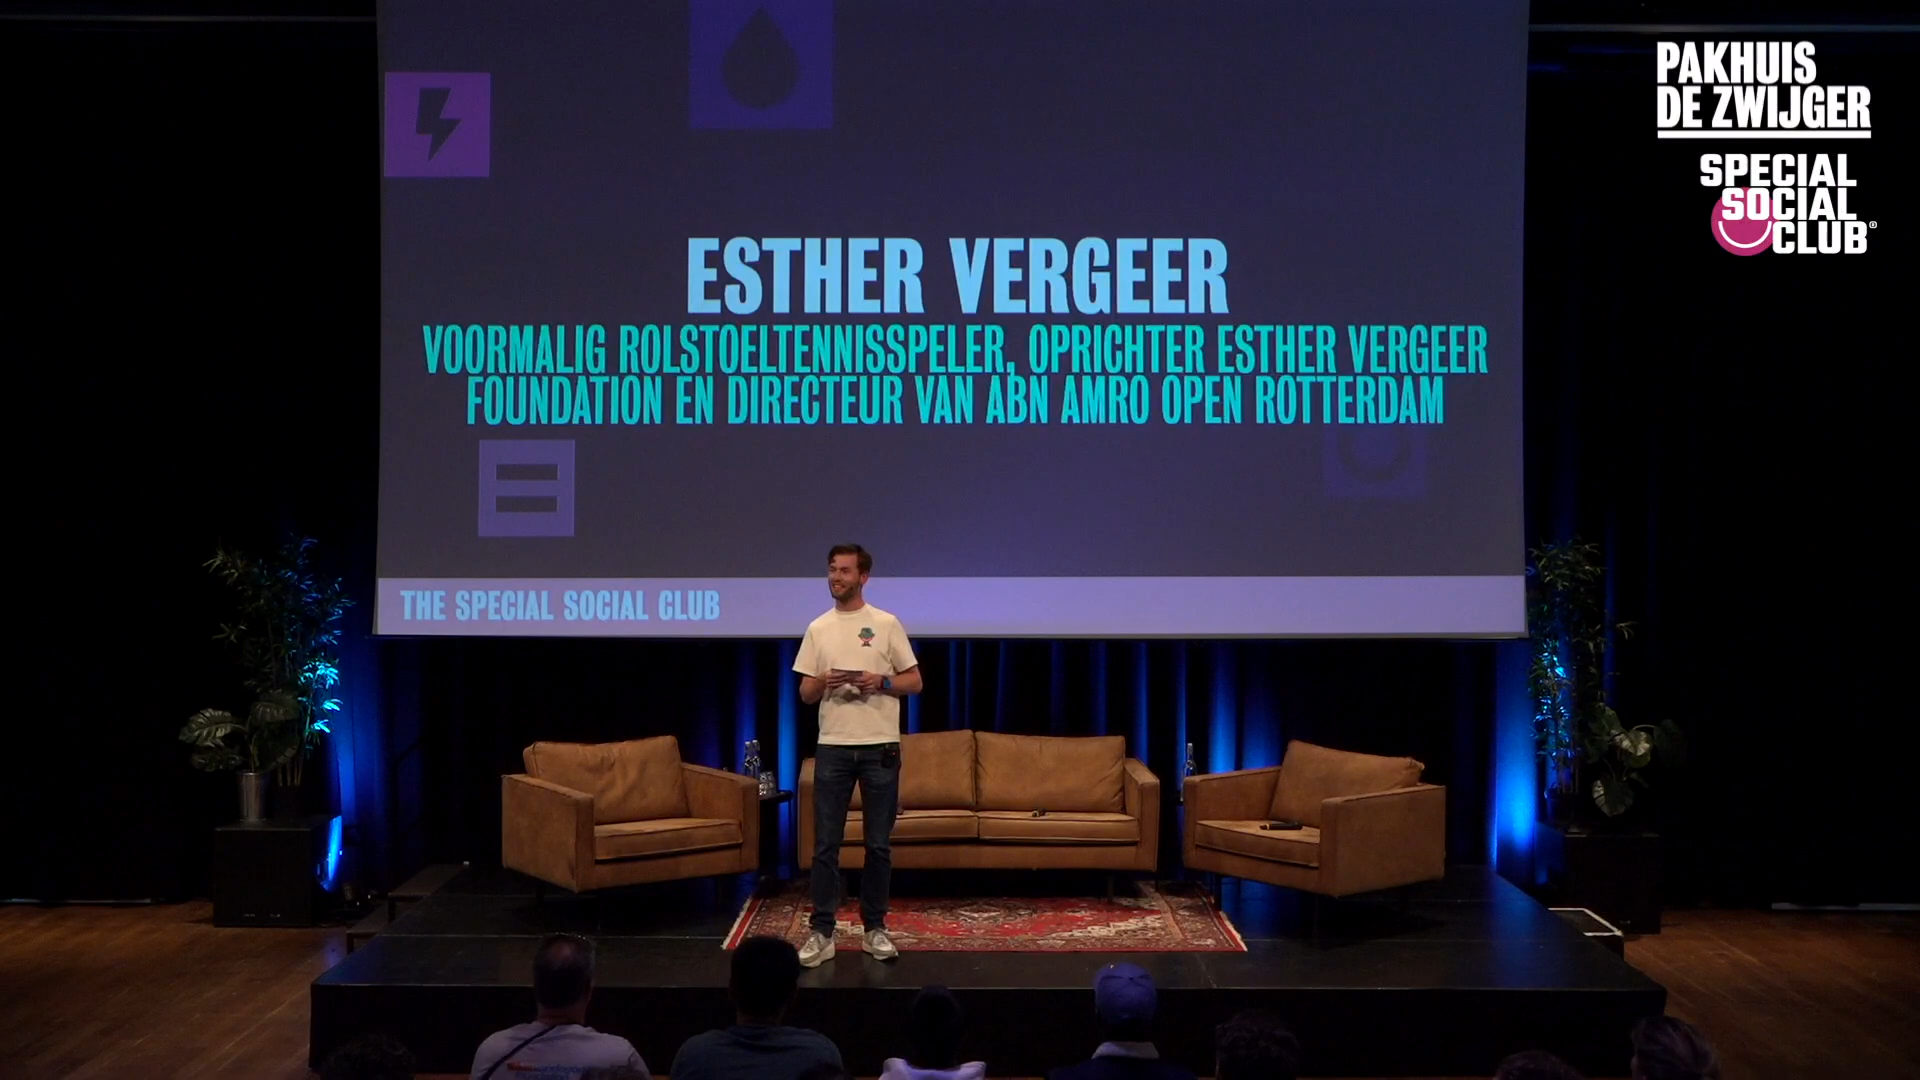 PAKHUIS
DE ZWIJGER
SPECIAL
SOCIAL
CLUB®
ESTHER VERGEER
VOORMALIG ROLSTOELTENNISSPELER, OPRICHTER ESTHER VERGEER
FOUNDATION EN DIRECTEUR VAN ABN AMRO OPEN ROTTERDAM
THE SPECIAL SOCIAL CLUB